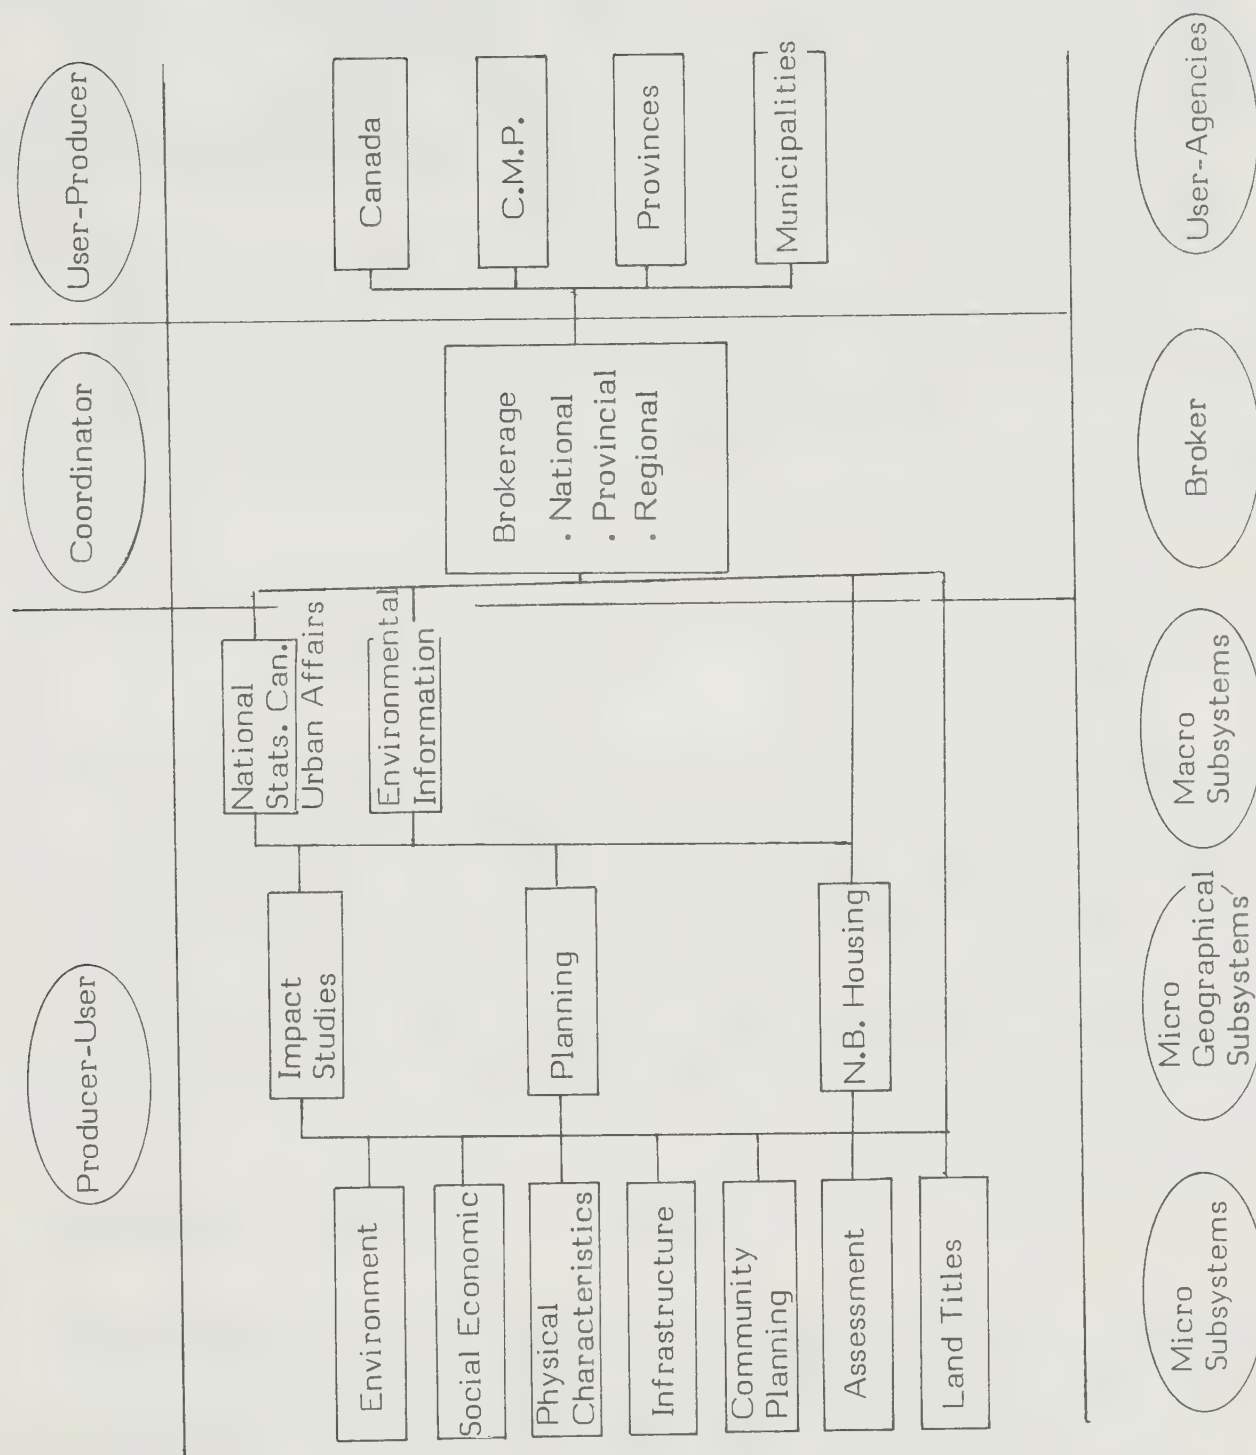 Producer-User
Coordinator
User-Producer
Environment
Social Economic
Physical
Characteristics
Infrastructure
Community
Planning
Assessment
Land Titles
Impact
Studies
Planning
N.B. Housing
National
Stats. Can.
Urban Affairs
Environmental
Information
Brokerage
. National
. Provincial
. Regional
Canada
C.M.P.
Provinces
Municipalities
Micro
Subsystems
Micro
Geographical
Subsystems
Macro
Subsystems
Broker
User-Agencies